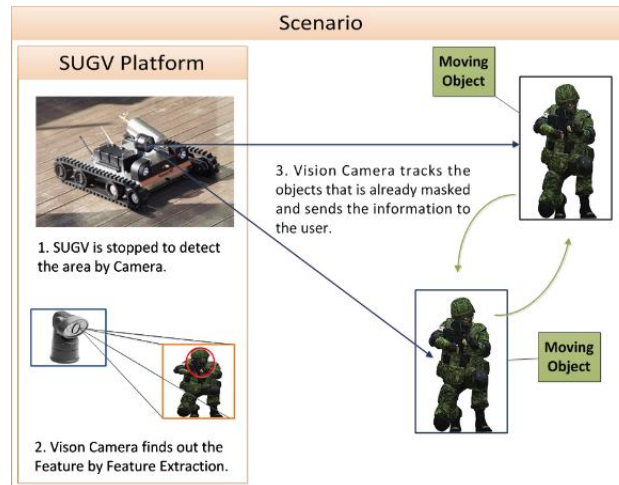 Scenario
SUGV Platform
1. SUGV is stopped to detect
the area by Camera.
2. Vison Camera finds out the
Feature by Feature Extraction.
Moving
Object
3. Vision Camera tracks the
objects that is already masked
and sends the information to
the user.
Moving
Object